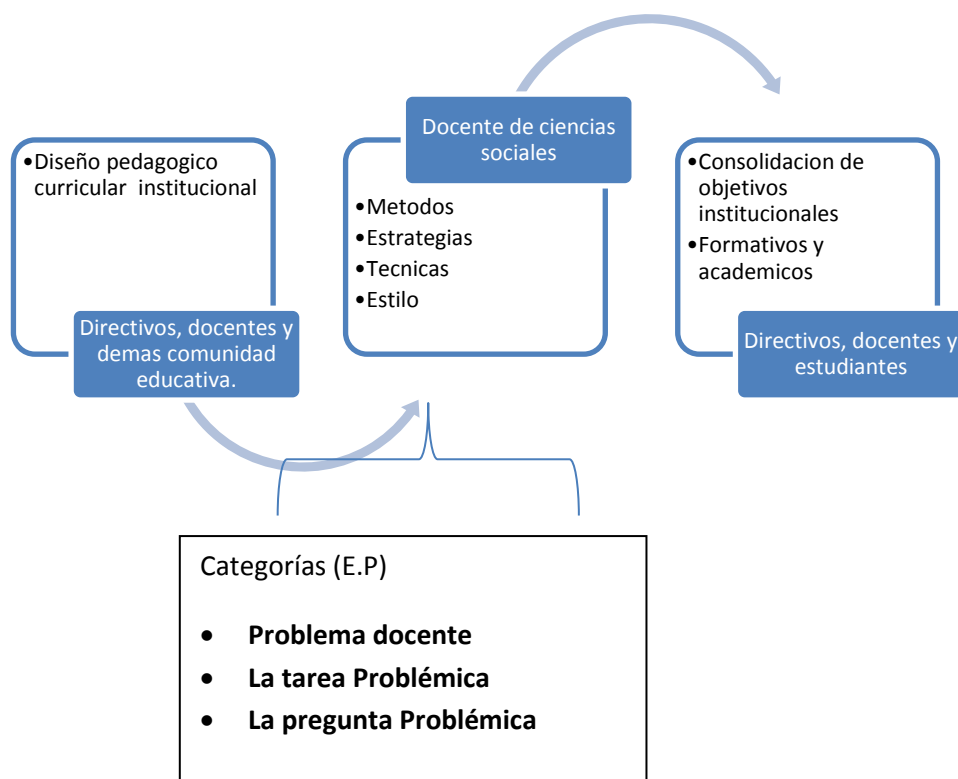 •Diseño pedagogico
curricular institucional
Directivos, docentes y
demas comunidad
educativa.
Docente de ciencias
sociales
•Metodos
•Estrategias
•Tecnicas
•Estilo
•Consolidacion de
objetivos
institucionales
•Formativos y
academicos
Directivos, docentes y
estudiantes
Categorías (E.P)
• Problema docente
• La tarea Problémica
• La pregunta Problémica